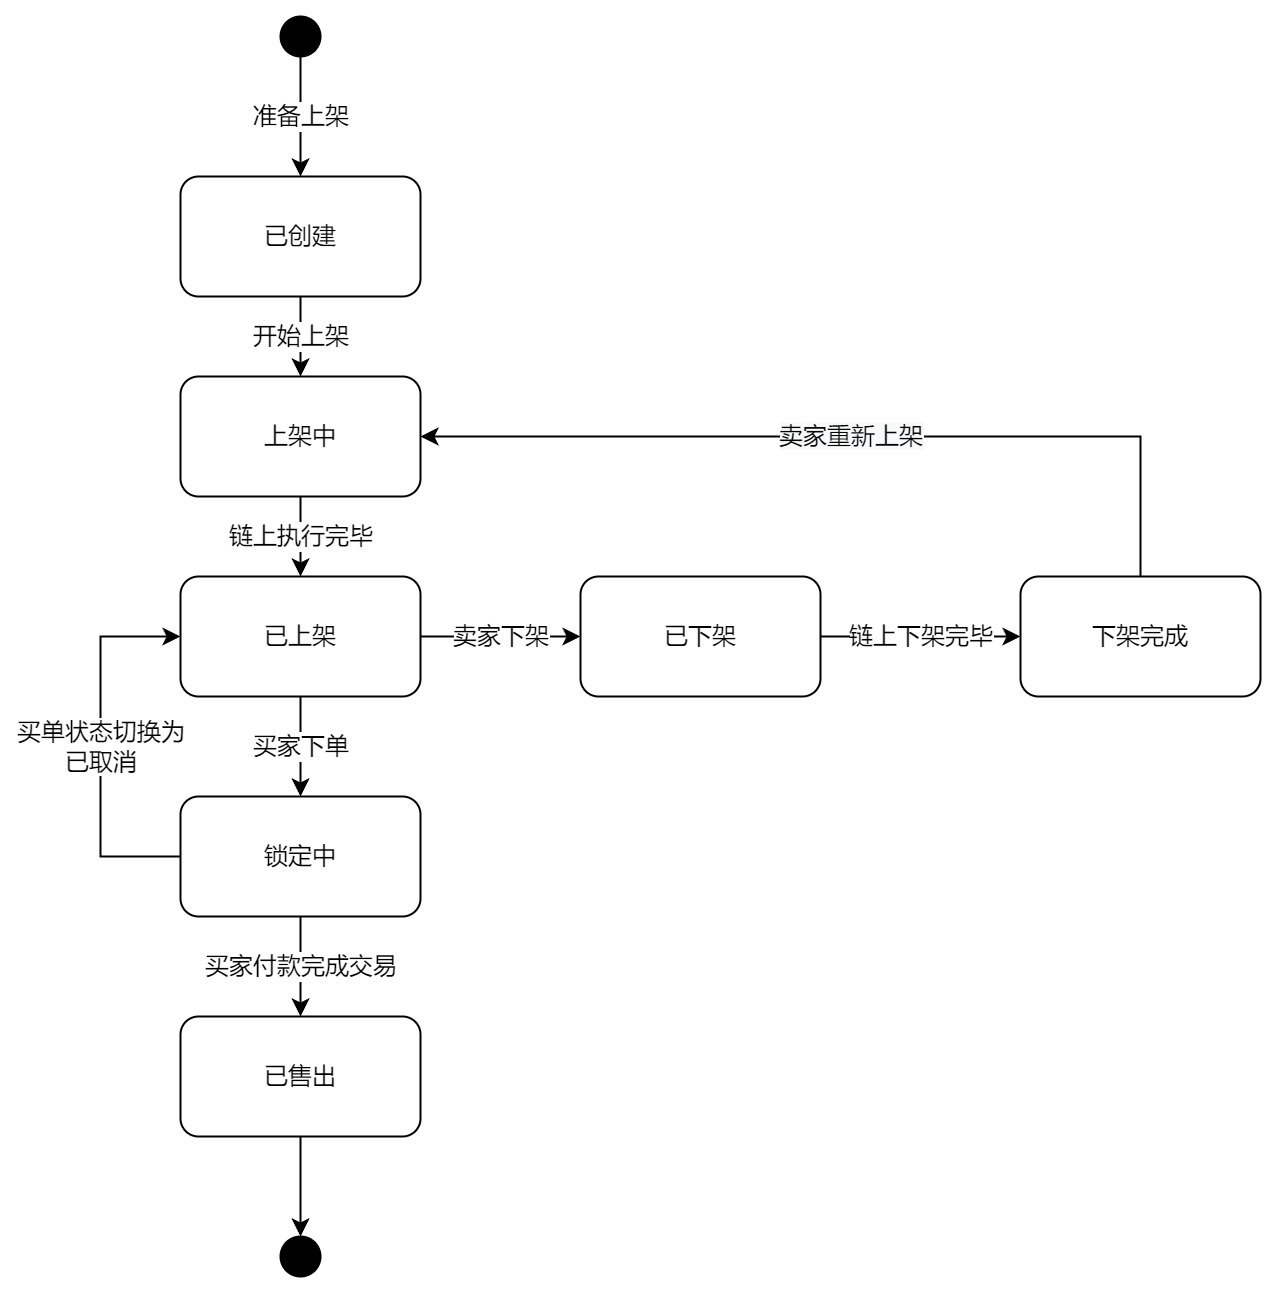 准备上架
已创建
开始上架
上架中
卖家重新上架
链上执行完毕
已上架
卖家下架
已下架
链上下架完毕
下架完成
买单状态切换为
已取消
买家下单
锁定中
买家付款完成交易
已售出